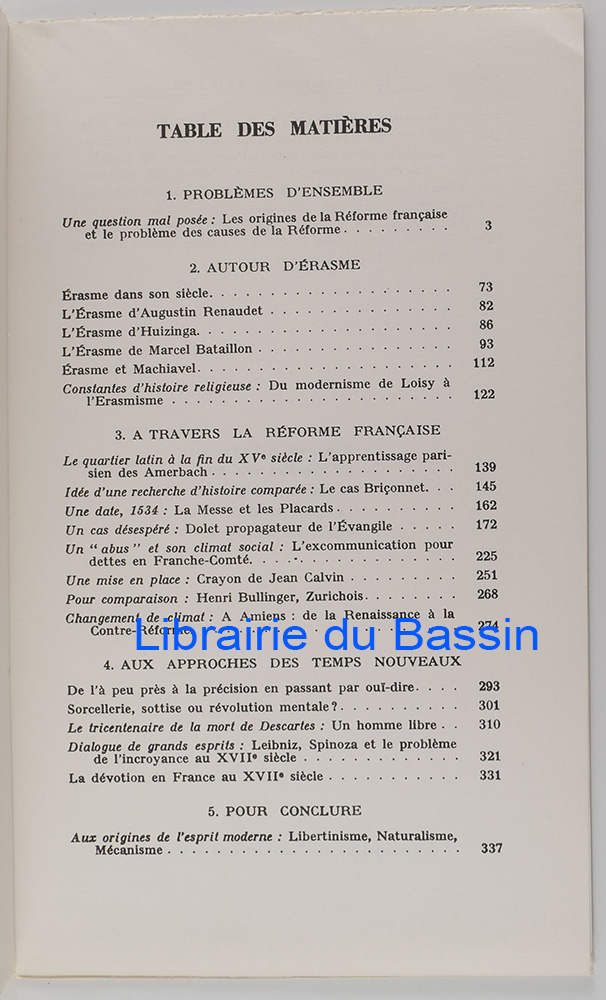 TABLE DES MATIÈRES
1. PROBLÈMES D'ENSEMBLE
Une question mal posée : Les origines de la Réforme française
et le problème des causes de la Réforme . . . . . . . . . 3
2. AUTOUR D'ÉRASME
Érasme dans son siècle. . . . . . . . . . . . . . . . . . . 73
L'Érasme d'Augustin Renaudet . . . . . . . . . . . . . . 82
L'Érasme d'Huizinga. . . . . . . . . . . . . . . . . . . . 86
L'Érasme de Marcel Bataillon . . . . . . . . . . . . . . . 93
Érasme et Machiavel. . . . . . . . . . . . . . . . . . . . 112
Constantes d'histoire religieuse : Du modernisme de Loisy à
l'Erasmisme . . . . . . . . . . . . . . . . . . . . . 122
3. A TRAVERS LA RÉFORME FRANÇAISE
Le quartier latin à la fin du XVe siècle : L'apprentissage pari-
sien des Amerbach . . . . . . . . . . . . . . . . . . 139
Idée d'une recherche d'histoire comparée : Le cas Briçonnet. . . 145
Une date, 1534 : La Messe et les Placards . . . . . . . . . 162
Un cas désespéré : Dolet propagateur de l'Évangile . . . . . 172
Un “ abus ” et son climat social : L'excommunication pour
dettes en Franche-Comté. . . . . . . . . . . . . . . . 225
Une mise en place : Crayon de Jean Calvin . . . . . . . . . 251
Pour comparaison : Henri Bullinger, Zurichois. . . . . . . . 268
Changement de climat : A Amiens : de la Renaissance à la
Contre-Réforme. . . . . . . . . . . . . . . . . . . . 274
Librairie du Bassin
4. AUX APPROCHES DES TEMPS NOUVEAUX
De l'à peu près à la précision en passant par ouï-dire. . . . 293
Sorcellerie, sottise ou révolution mentale ? . . . . . . . . . 301
Le tricentenaire de la mort de Descartes : Un homme libre . . 310
Dialogue de grands esprits : Leibniz, Spinoza et le problème
de l'incroyance au XVIIe siècle . . . . . . . . . . . . . 321
La dévotion en France au XVIIe siècle . . . . . . . . . . . 331
5. POUR CONCLURE
Aux origines de l'esprit moderne : Libertinisme, Naturalisme,
Mécanisme . . . . . . . . . . . . . . . . . . . . . . 337